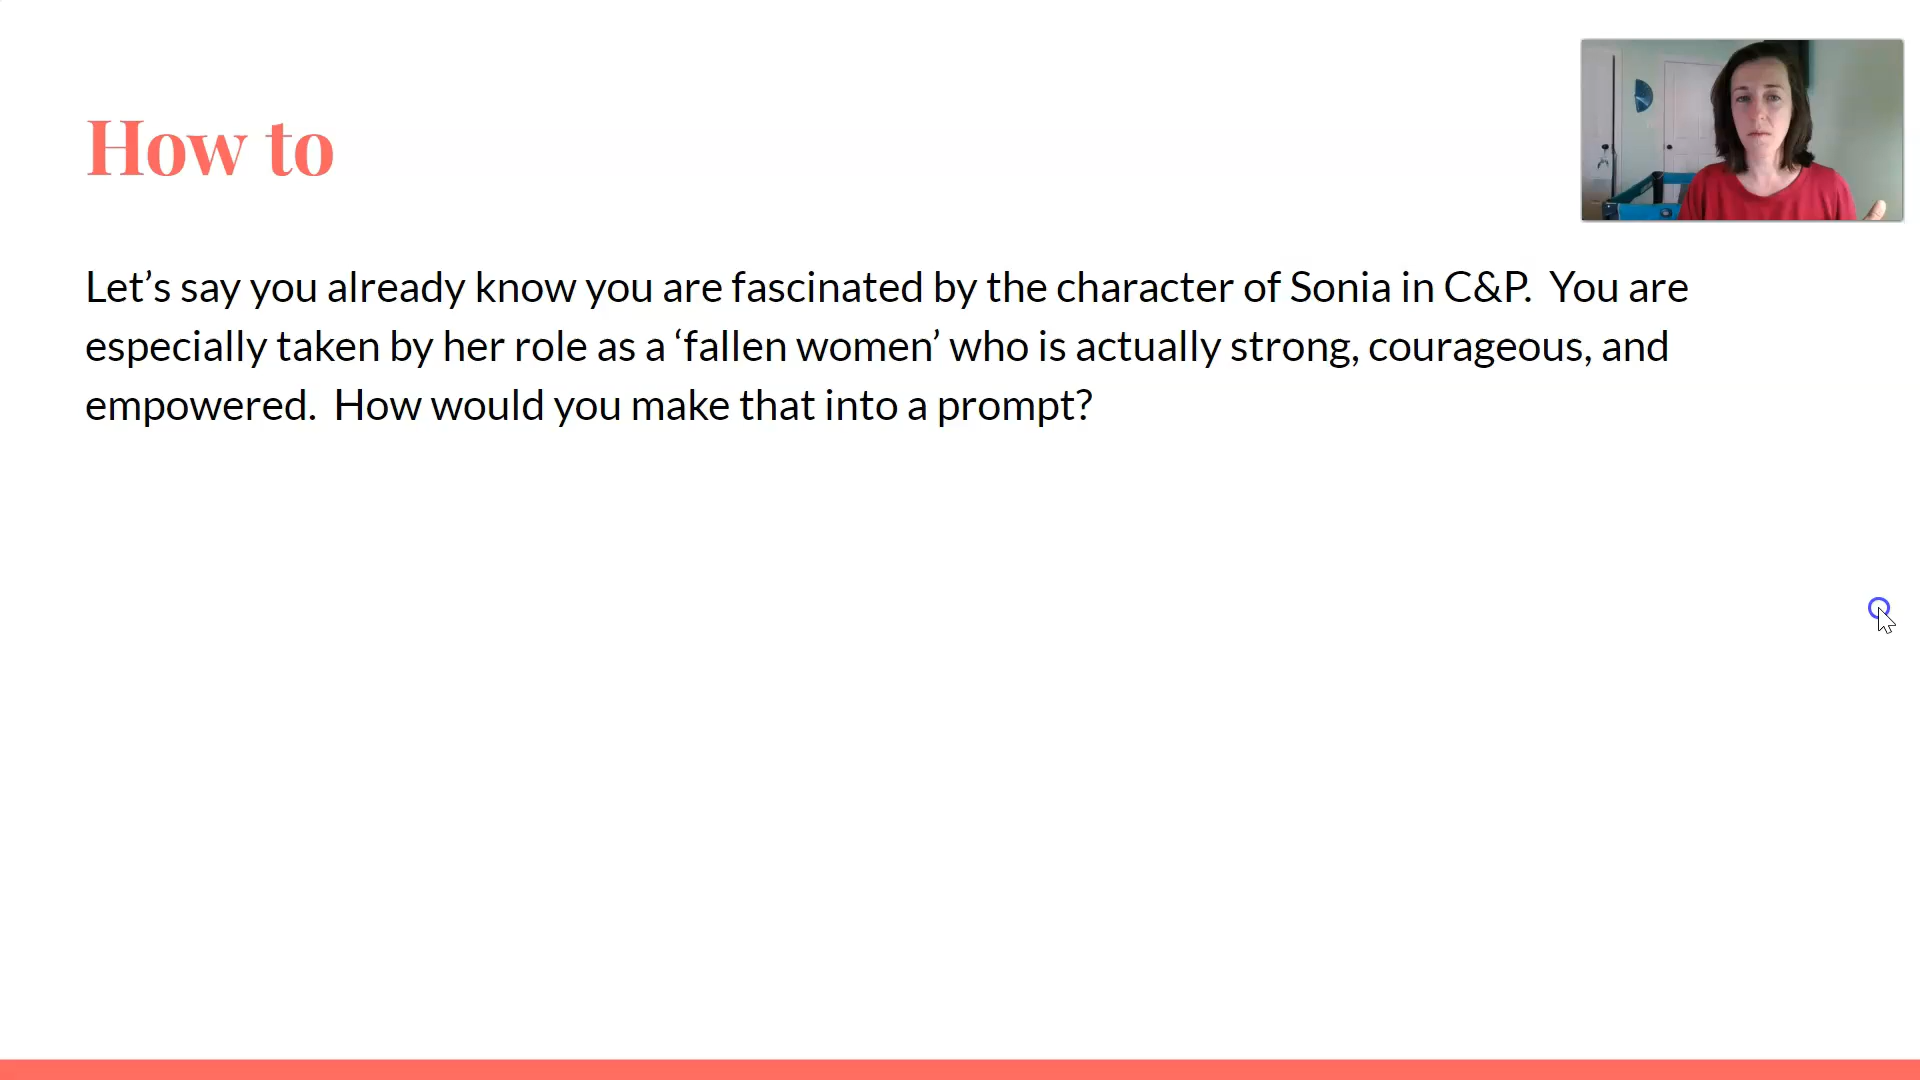 How to
Let’s say you already know you are fascinated by the character of Sonia in C&P.  You are
especially taken by her role as a ‘fallen women’ who is actually strong, courageous, and
empowered.  How would you make that into a prompt?